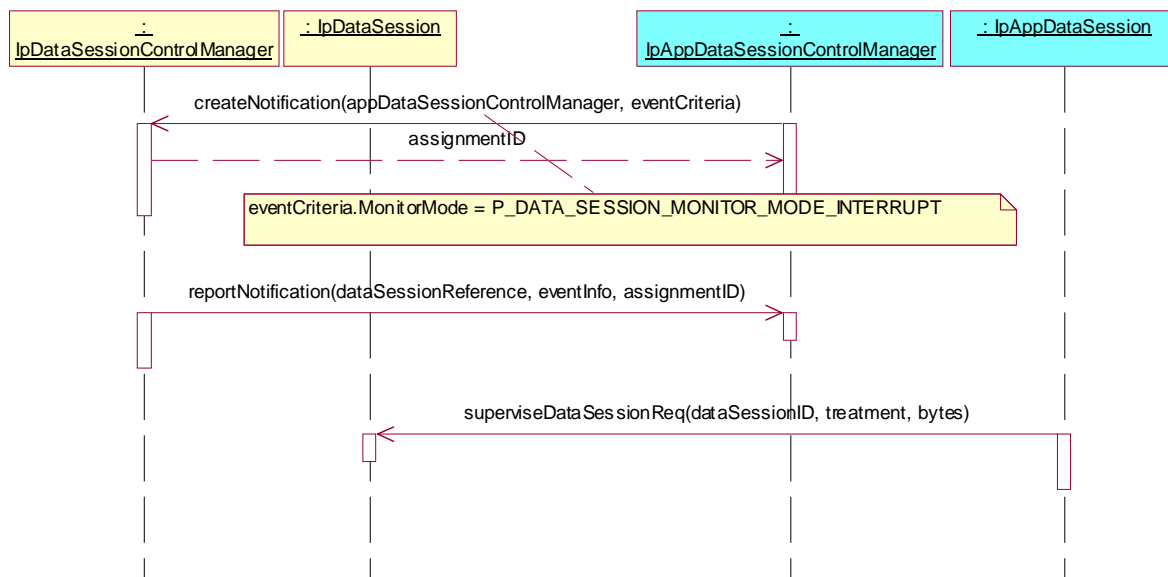 :
IpDataSessionControlManager
: IpDataSession
:
IpAppDataSessionControlManager
: IpAppDataSession
createNotification(appDataSessionControlManager, eventCriteria)
assignmentID
eventCriteria.MonitorMode = P_DATA_SESSION_MONITOR_MODE_INTERRUPT
reportNotification(dataSessionReference, eventInfo, assignmentID)
superviseDataSessionReq(dataSessionID, treatment, bytes)